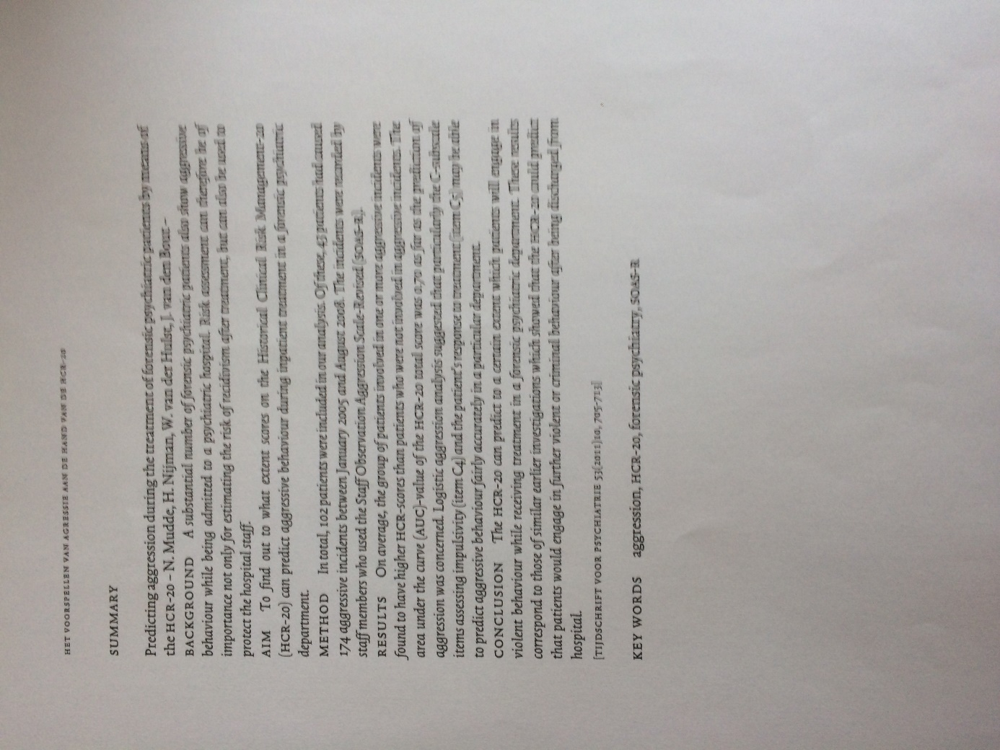 HET VOORSPELLEN VAN AGRESSIE AAN DE HAND VAN DE HCR-20
SUMMARY
Predicting aggression during the treatment of forensic psychiatric patients by means of
the HCR-20 – N. Mudde, H. Nijman, W. van der Hulst, J. van den Bout –
BACKGROUND A substantial number of forensic psychiatric patients also show aggressive
behaviour while being admitted to a psychiatric hospital. Risk assessment can therefore be of
importance not only for estimating the risk of recidivism after treatment, but can also be used to
protect the hospital staff.
AIM To find out to what extent scores on the Historical Clinical Risk Management-20
(HCR-20) can predict aggressive behaviour during inpatient treatment in a forensic psychiatric
department.
METHOD In total, 102 patients were included in our analysis. Of these, 43 patients had caused
174 aggressive incidents between January 2005 and August 2008. The incidents were recorded by
staff members who used the Staff Observation Aggression Scale-Revised (SOAS-R).
RESULTS On average, the group of patients involved in one or more aggressive incidents were
found to have higher HCR-scores than patients who were not involved in aggressive incidents. The
area under the curve (AUC)-value of the HCR-20 total score was 0,70 as far as the prediction of
aggression was concerned. Logistic aggression analysis suggested that particularly the C-subscale
items assessing impulsivity (item C4) and the patient's response to treatment (item C5) may be able
to predict aggressive behaviour fairly accurately in a particular department.
CONCLUSION The HCR-20 can predict to a certain extent which patients will engage in
violent behaviour while receiving treatment in a forensic psychiatric department. These results
correspond to those of similar earlier investigations which showed that the HCR-20 could predict
that patients would engage in further violent or criminal behaviour after being discharged from
hospital.
[TIJDSCHRIFT VOOR PSYCHIATRIE 53(2011)10, 705-713]
KEY WORDS aggression, HCR-20, forensic psychiatry, SOAS-R